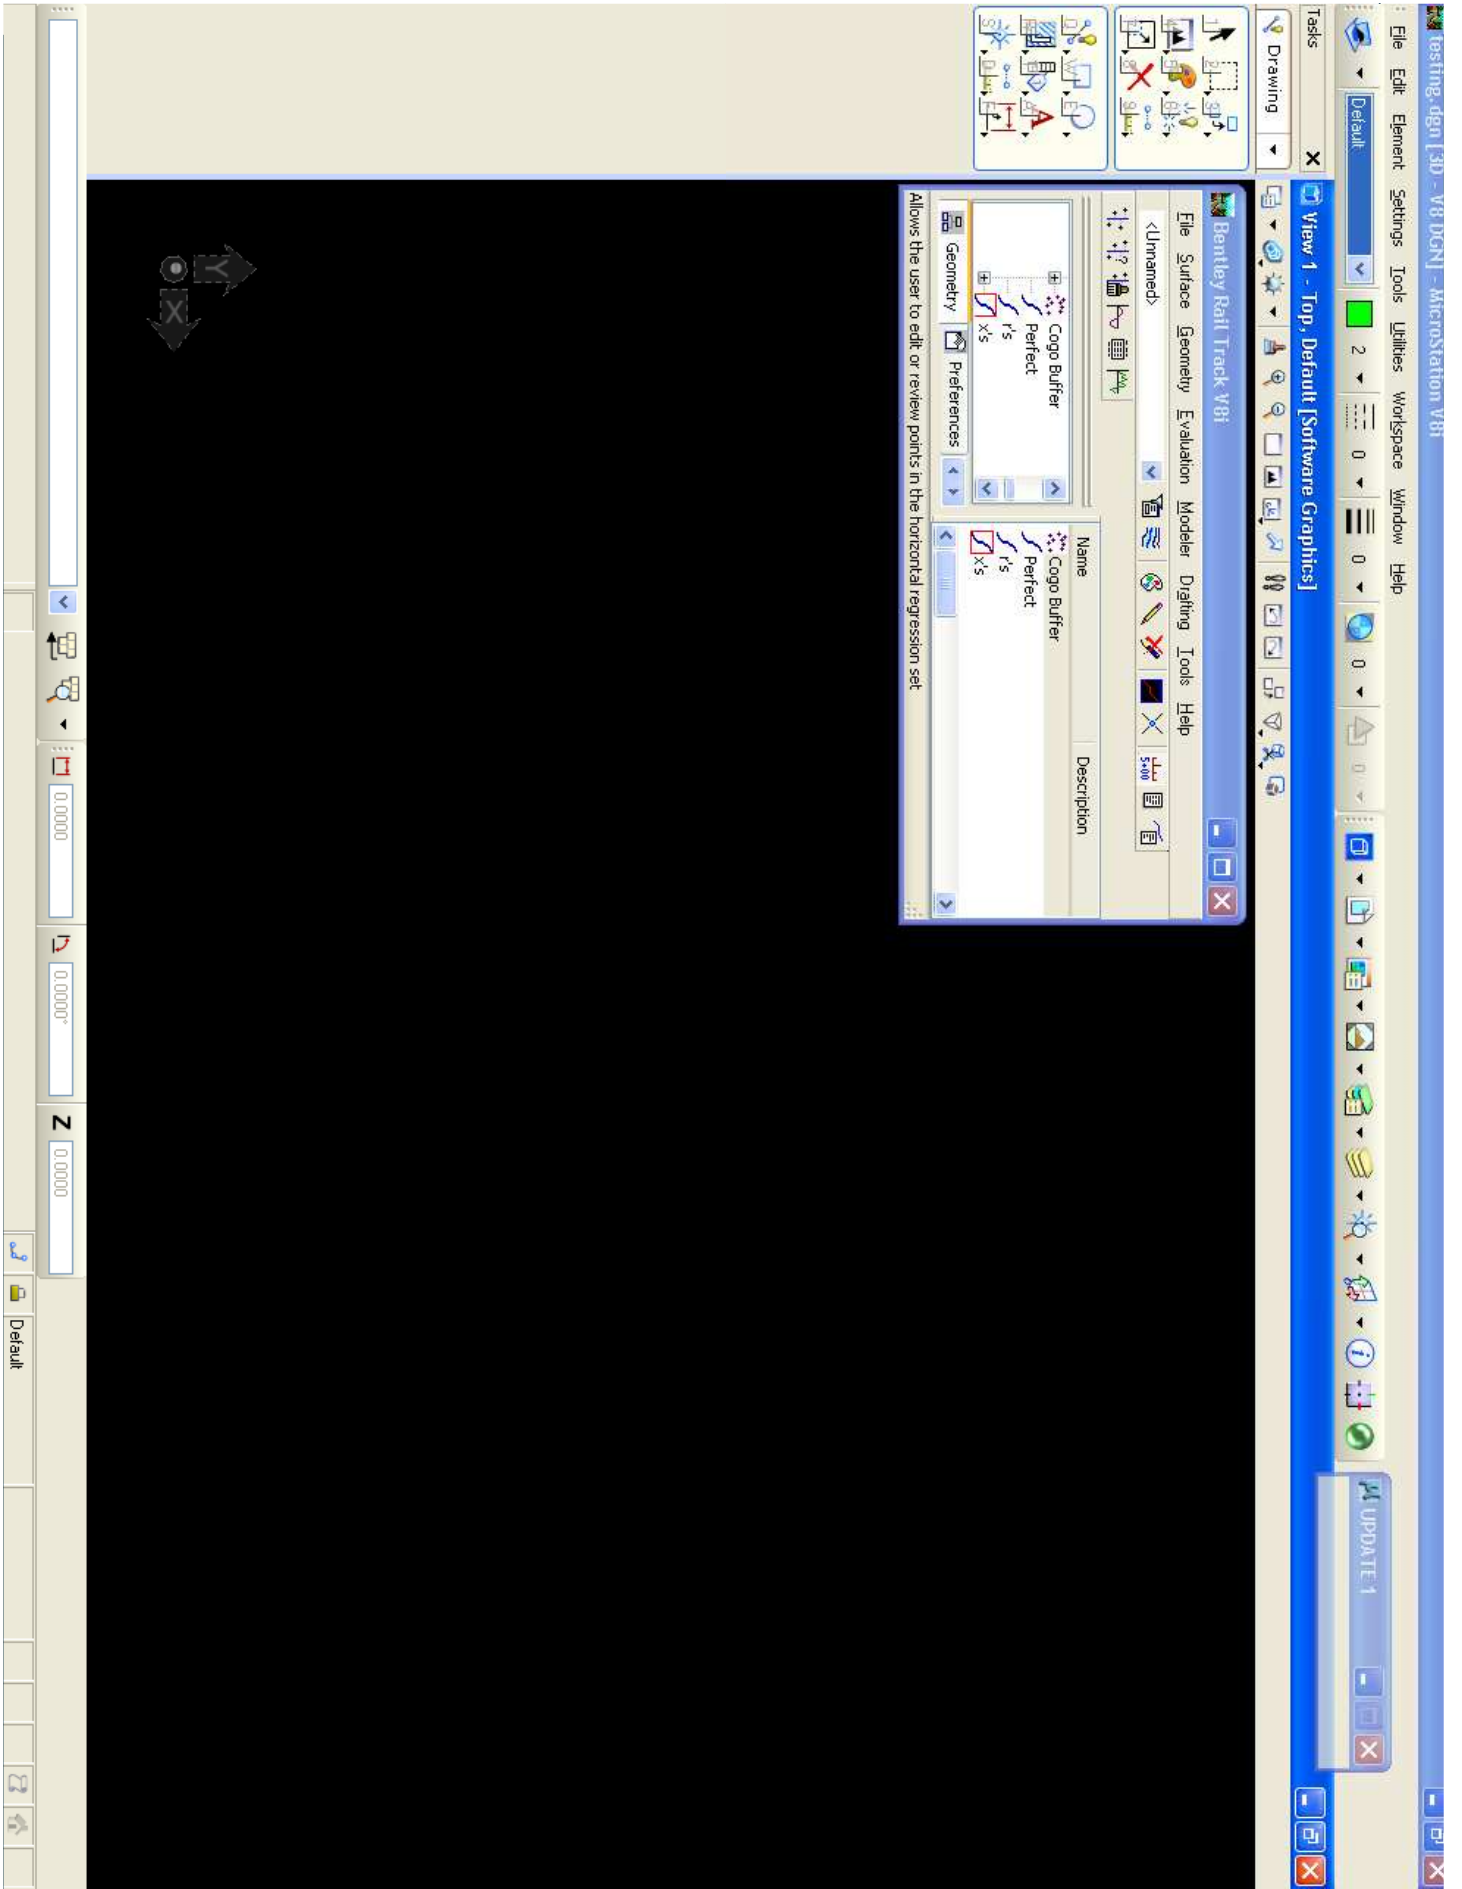 testing.dgn [3D - V8 DGN] - MicroStation V8i
File Edit Element Settings Tools Utilities Workspace Window Help
Default 2 0 0 0 0
UPDATE 1
Tasks
View 1 - Top, Default [Software Graphics]
Drawing
Bentley Rail Track V8i
File Surface Geometry Evaluation Modeler Drafting Tools Help
<Unnamed>
5+00
Name Description
Cogo Buffer
Perfect
r's
x's
Cogo Buffer
Perfect
r's
x's
Geometry Preferences
Allows the user to edit or review points in the horizontal regression set
Y
X
0.0000 0.0000° Z 0.0000
Default